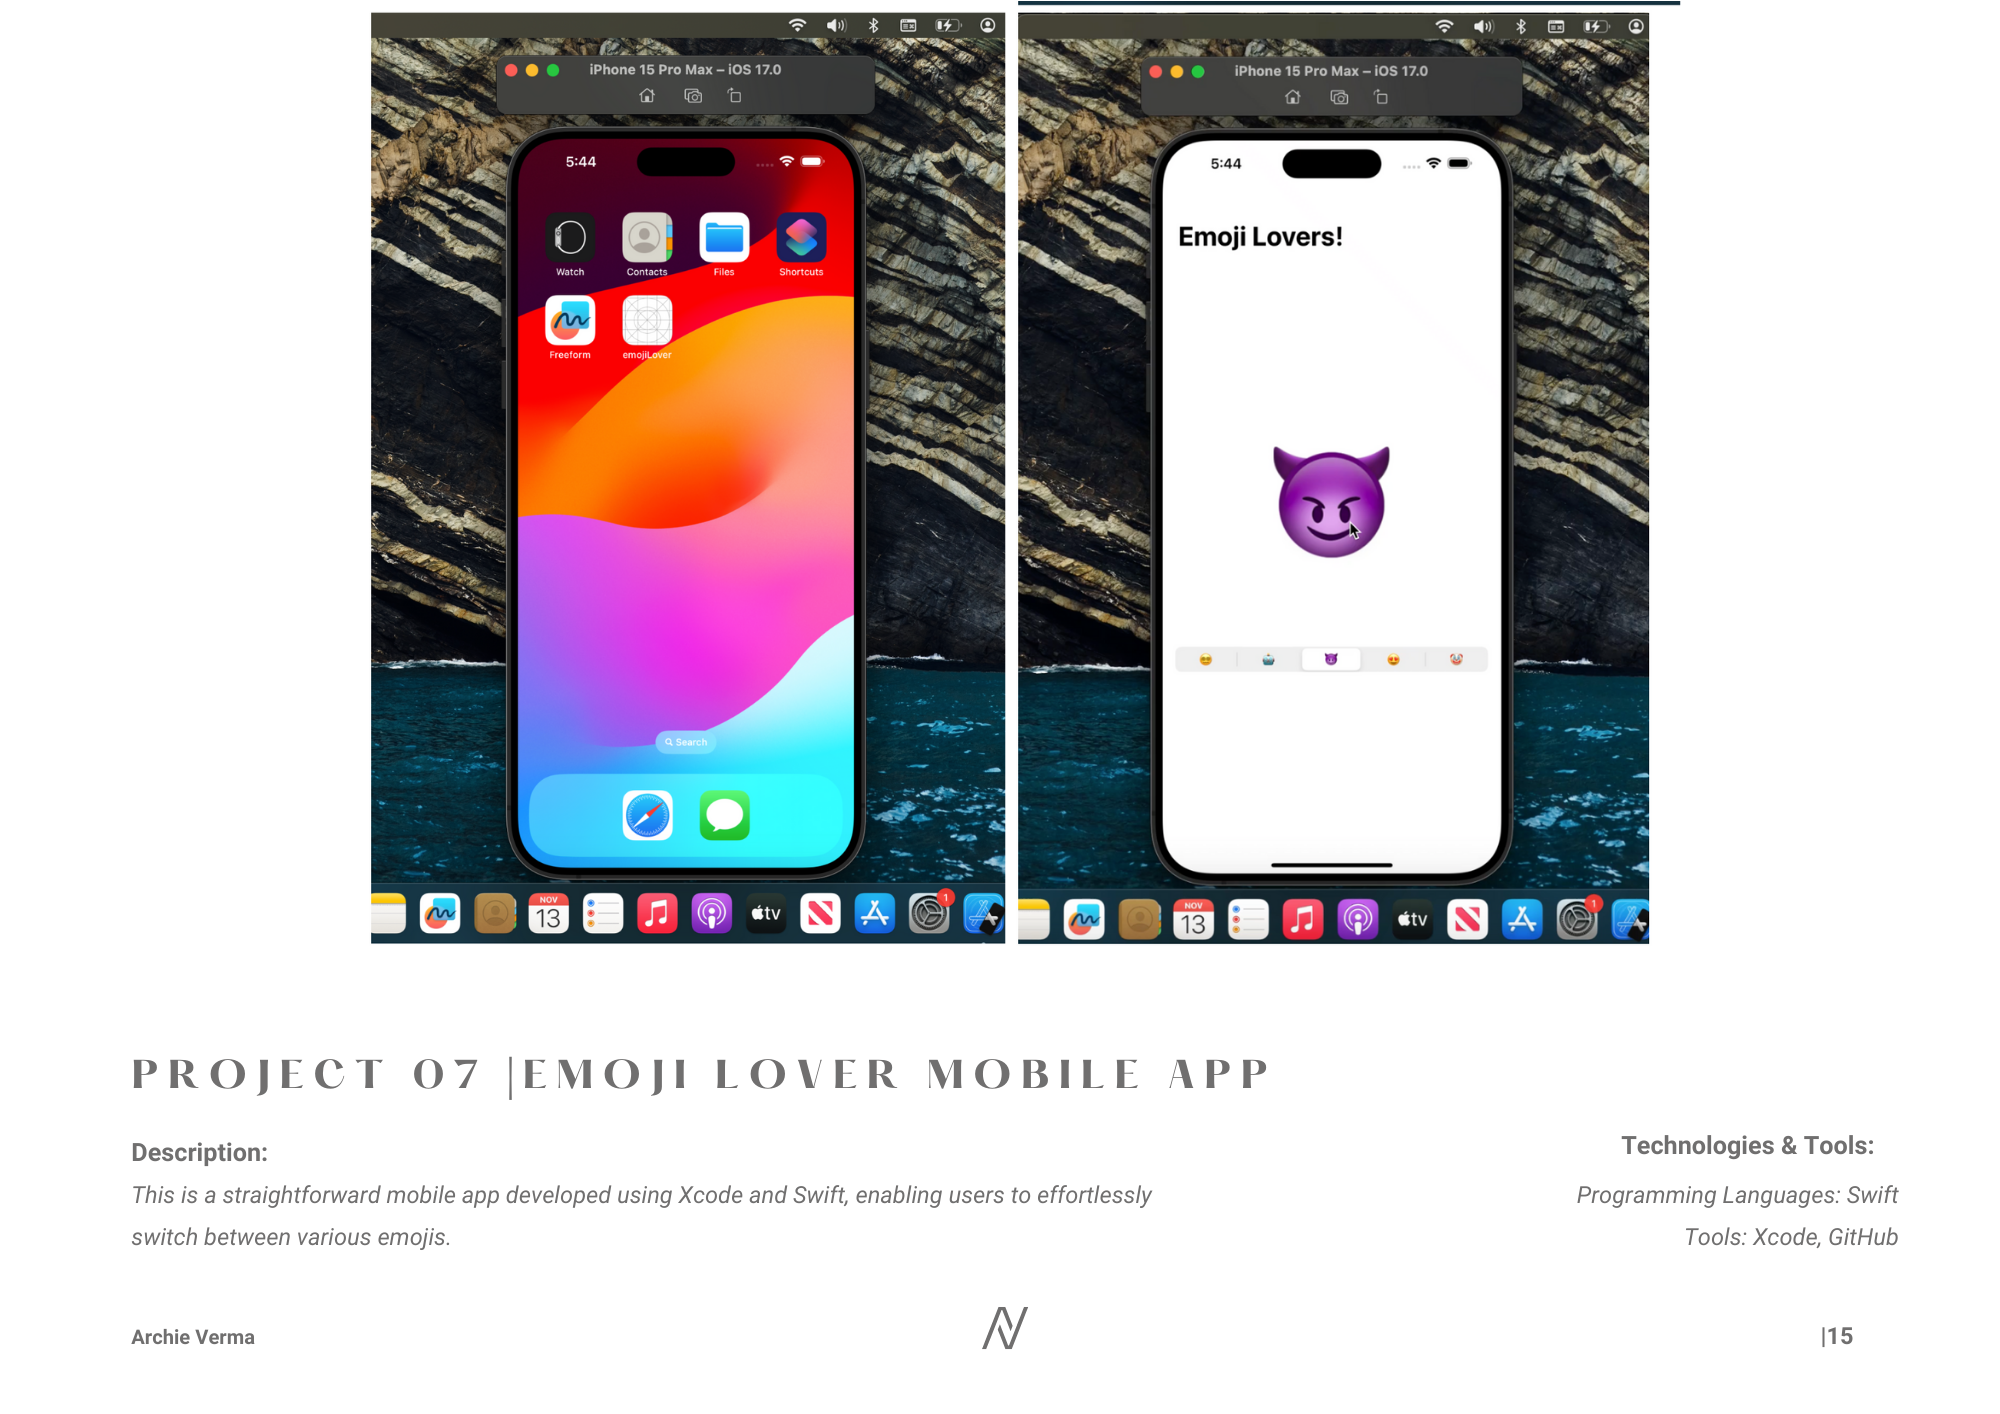 iPhone 15 Pro Max – iOS 17.0
5:44
Watch
Contacts
Files
Shortcuts
Freeform
emojiLover
Search
NOV
13
tv
1
iPhone 15 Pro Max – iOS 17.0
5:44
Emoji Lovers!
NOV
13
tv
1
PROJECT 07 |EMOJI LOVER MOBILE APP
Description:
This is a straightforward mobile app developed using Xcode and Swift, enabling users to effortlessly
switch between various emojis.
Technologies & Tools:
Programming Languages: Swift
Tools: Xcode, GitHub
Archie Verma
|15